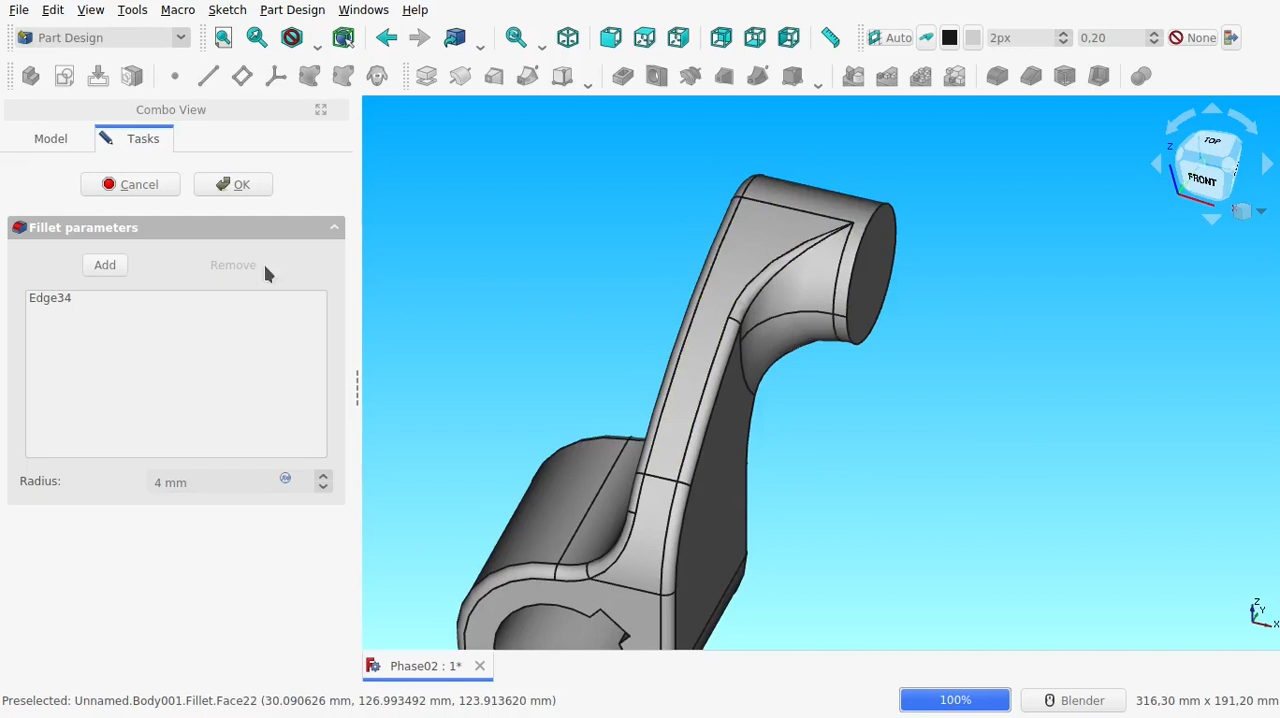 File Edit View Tools Macro Sketch Part Design Windows Help
Part Design Auto 2px 0,20 None
Combo View
Model Tasks
Cancel OK
Fillet parameters
Add Remove
Edge34
Radius: 4 mm
TOP
FRONT
Z
Z
Y
X
Phase02 : 1*
Preselected: Unnamed.Body001.Fillet.Face22 (30.090626 mm, 126.993492 mm, 123.913620 mm) 100% Blender 316,30 mm x 191,20 mm